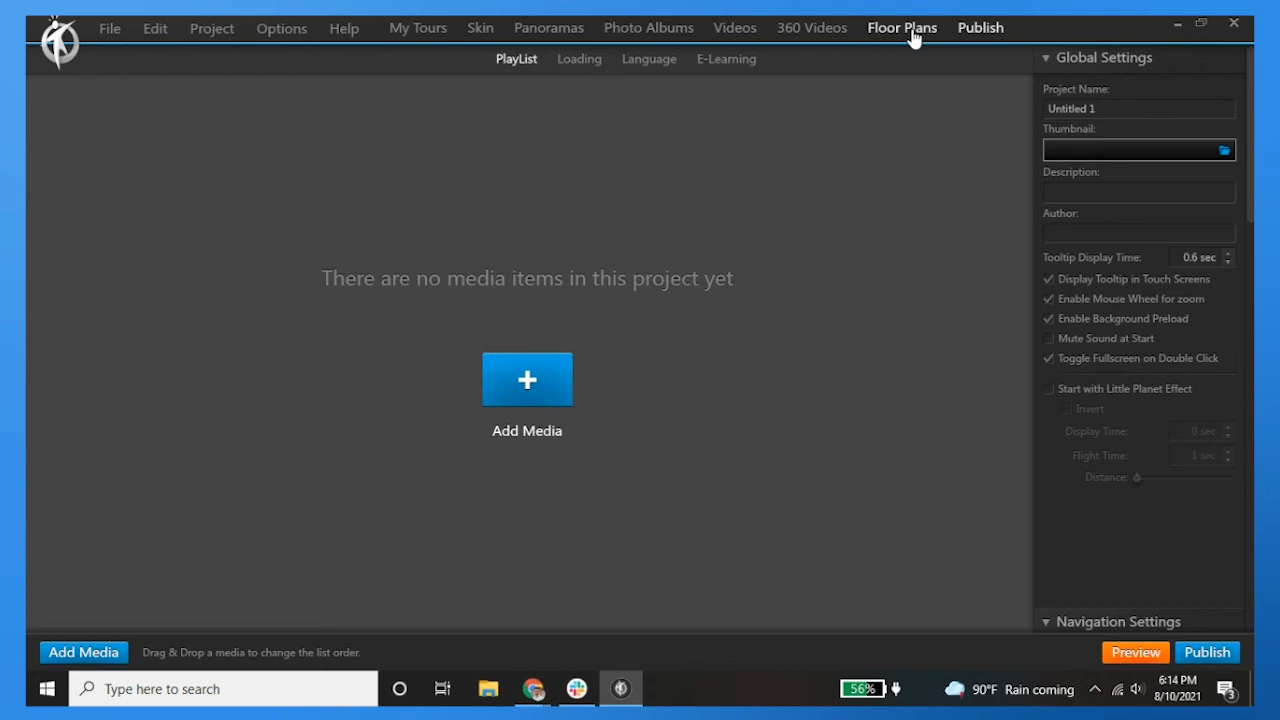 File Edit Project Options Help My Tours Skin Panoramas Photo Albums Videos 360 Videos Floor Plans Publish
PlayList Loading Language E-Learning
Global Settings
Project Name:
Untitled 1
Thumbnail:
Description:
Author:
Tooltip Display Time: 0.6 sec
Display Tooltip in Touch Screens
Enable Mouse Wheel for zoom
Enable Background Preload
Mute Sound at Start
Toggle Fullscreen on Double Click
Start with Little Planet Effect
Invert
Display Time: 0 sec
Flight Time: 1 sec
Distance:
Navigation Settings
There are no media items in this project yet
Add Media
Add Media Drag & Drop a media to change the list order. Preview Publish
Type here to search
56%
90°F Rain coming
6:14 PM
8/10/2021
3